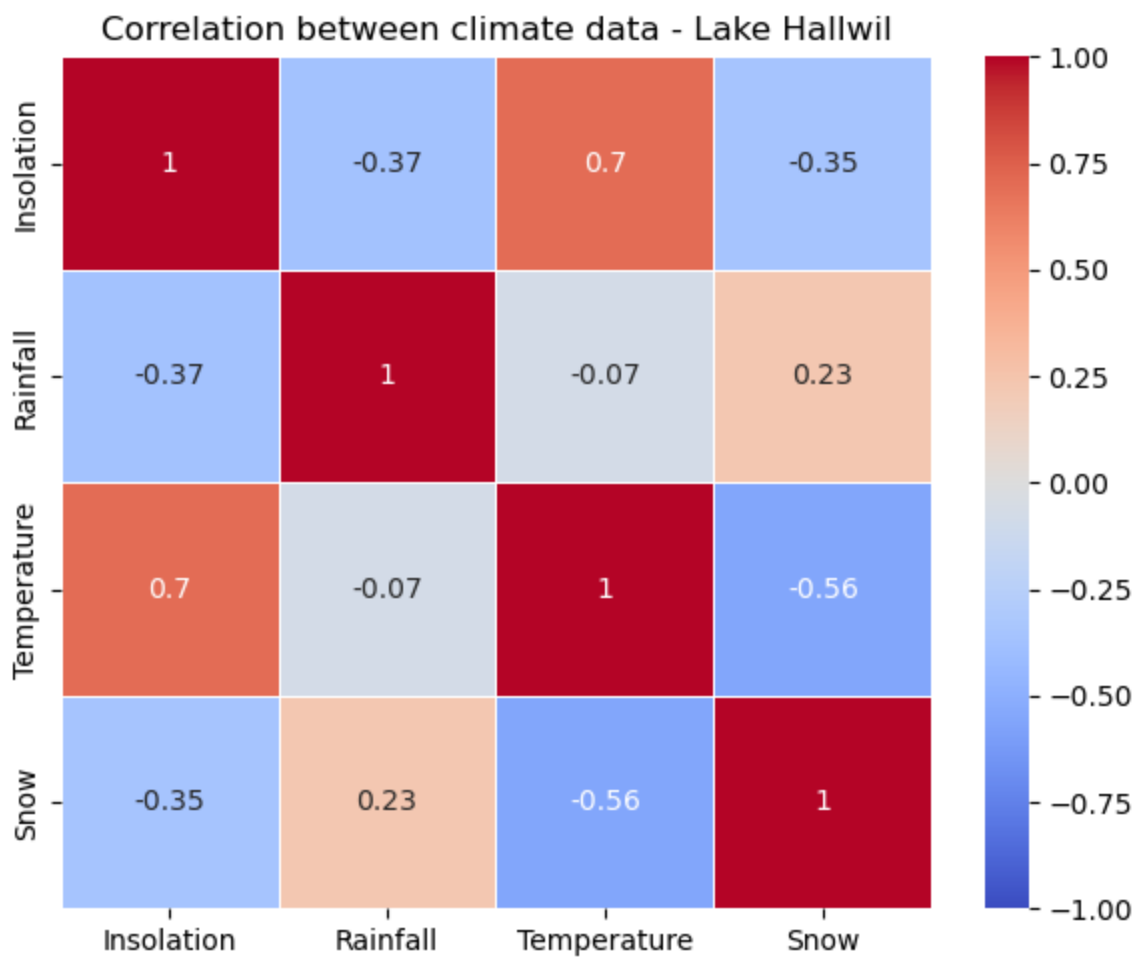 Correlation between climate data - Lake Hallwil
Insolation 1 -0.37 0.7 -0.35
Rainfall -0.37 1 -0.07 0.23
Temperature 0.7 -0.07 1 -0.56
Snow -0.35 0.23 -0.56 1
Insolation Rainfall Temperature Snow
1.00
0.75
0.50
0.25
0.00
−0.25
−0.50
−0.75
−1.00